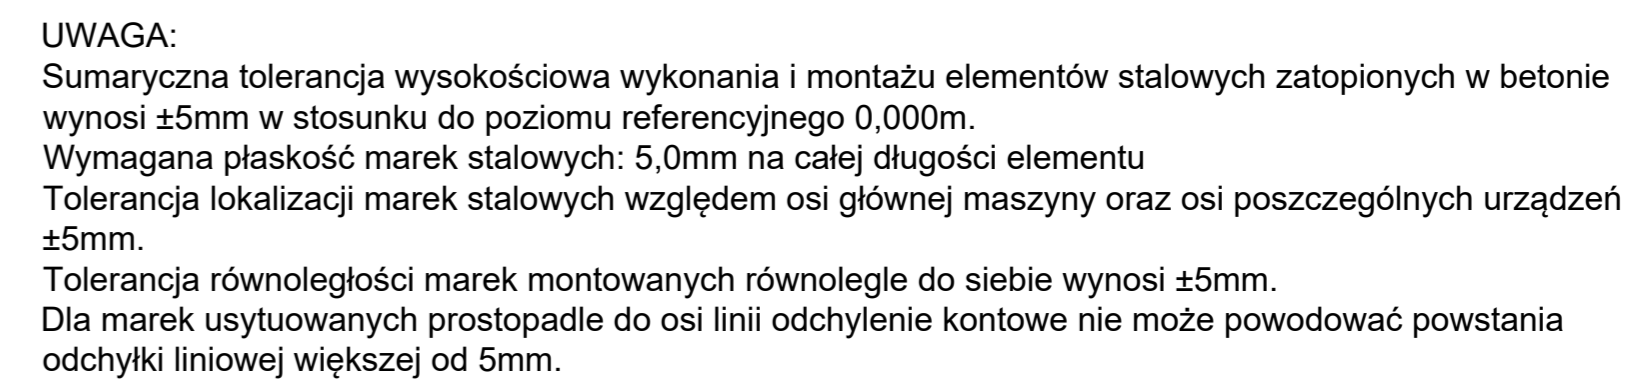 UWAGA:
Sumaryczna tolerancja wysokościowa wykonania i montażu elementów stalowych zatopionych w betonie
wynosi ±5mm w stosunku do poziomu referencyjnego 0,000m.
Wymagana płaskość marek stalowych: 5,0mm na całej długości elementu
Tolerancja lokalizacji marek stalowych względem osi głównej maszyny oraz osi poszczególnych urządzeń
±5mm.
Tolerancja równoległości marek montowanych równolegle do siebie wynosi ±5mm.
Dla marek usytuowanych prostopadle do osi linii odchylenie kontowe nie może powodować powstania
odchyłki liniowej większej od 5mm.